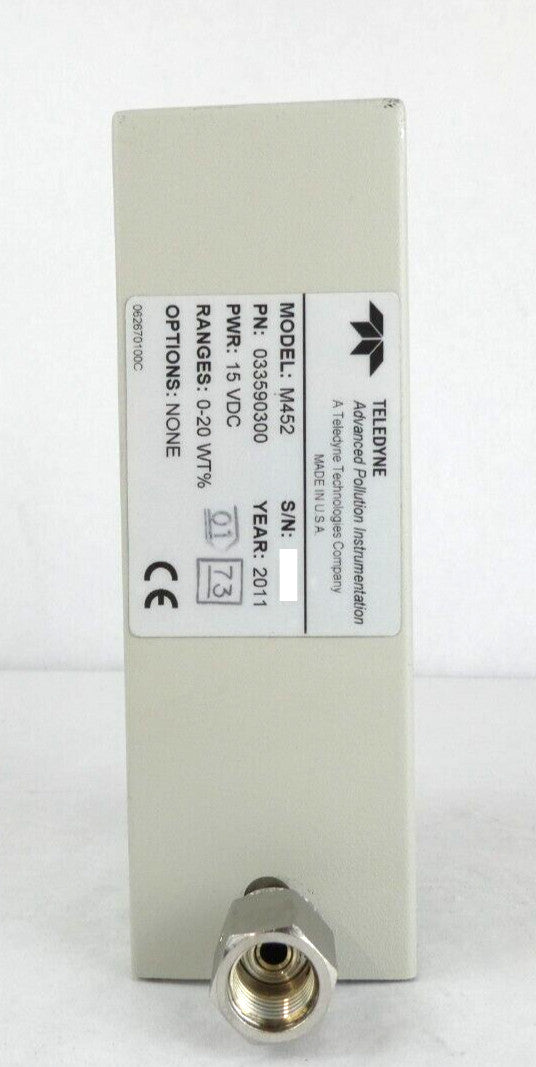 TELEDYNE
Advanced Pollution Instrumentation
A Teledyne Technologies Company
MADE IN U.S.A.
MODEL: M452 S/N:
PN: 033590300 YEAR: 2011
PWR: 15 VDC
RANGES: 0-20 WT%
01 73
OPTIONS: NONE
CE
062670100C